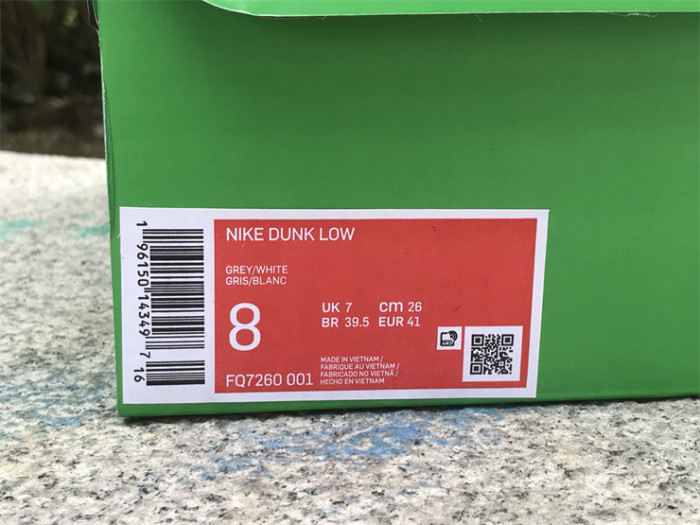 NIKE DUNK LOW
GREY/WHITE
GRIS/BLANC
8
UK 7 cm 26
BR 39.5 EUR 41
MADE IN VIETNAM /
FABRIQUE AU VIETNAM /
FABRICADO NO VIETNÃ /
HECHO EN VIETNAM
FQ7260 001
1 96150 14349 7 16